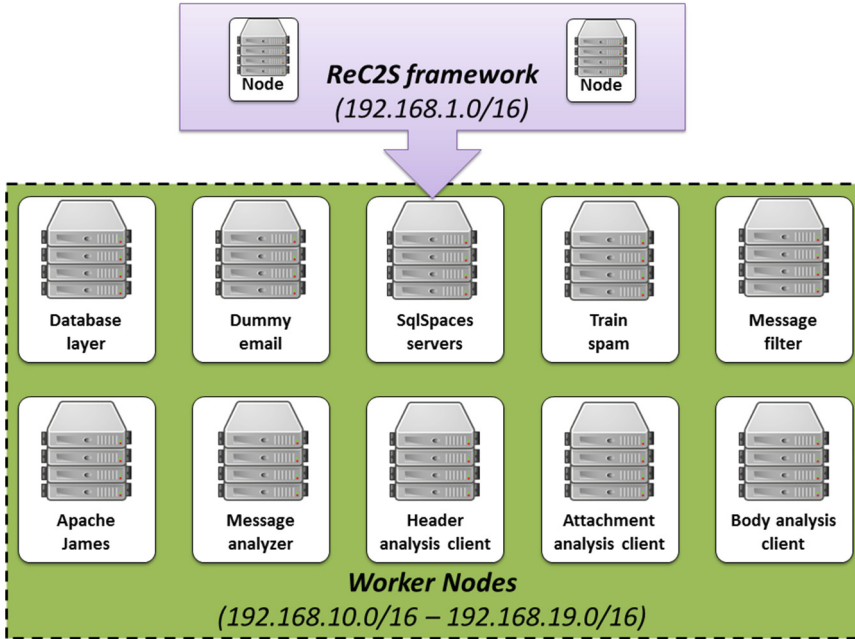 Node
Node
ReC2S framework
(192.168.1.0/16)
Database
layer
Dummy
email
SqlSpaces
servers
Train
spam
Message
filter
Apache
James
Message
analyzer
Header
analysis client
Attachment
analysis client
Body analysis
client
Worker Nodes
(192.168.10.0/16 – 192.168.19.0/16)